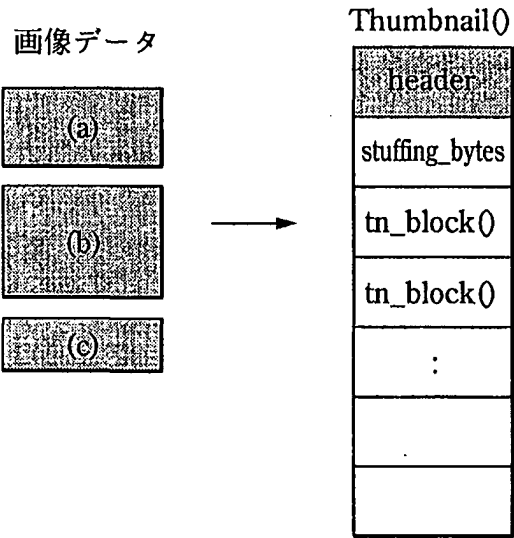 画像データ
(a)
(b)
(c)
Thumbnail()
header
stuffing_bytes
tn_block()
tn_block()
: